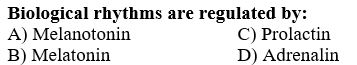 Biological rhythms are regulated by:
A) Melanotonin C) Prolactin
B) Melatonin D) Adrenalin